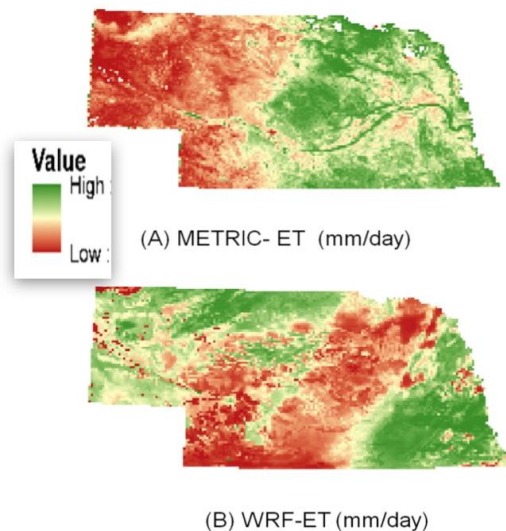 Value
High :
Low :
(A) METRIC- ET (mm/day)
(B) WRF-ET (mm/day)